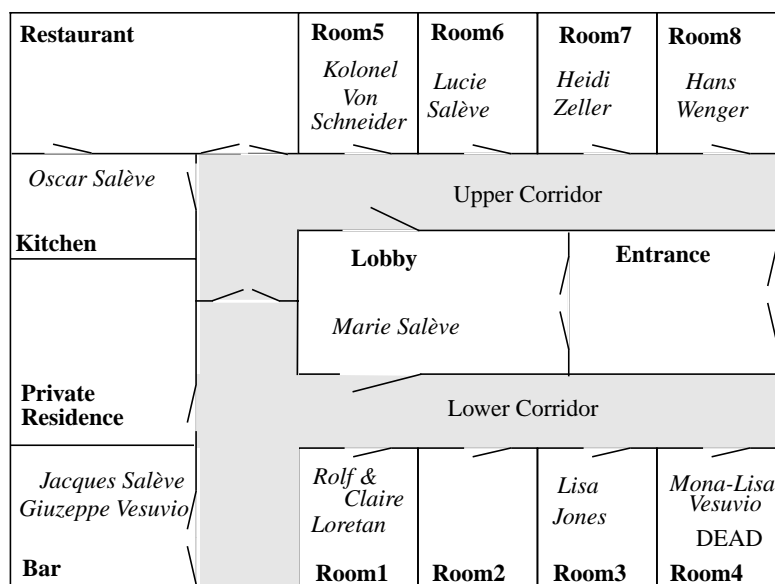 Restaurant
Room5
Room6
Room7
Room8
Kolonel
Von
Schneider
Lucie
Salève
Heidi
Zeller
Hans
Wenger
Oscar Salève
Kitchen
Upper Corridor
Lobby
Entrance
Marie Salève
Private
Residence
Lower Corridor
Jacques Salève
Giuzeppe Vesuvio
Bar
Rolf &
Claire
Loretan
Room1
Room2
Lisa
Jones
Room3
Mona-Lisa
Vesuvio
DEAD
Room4